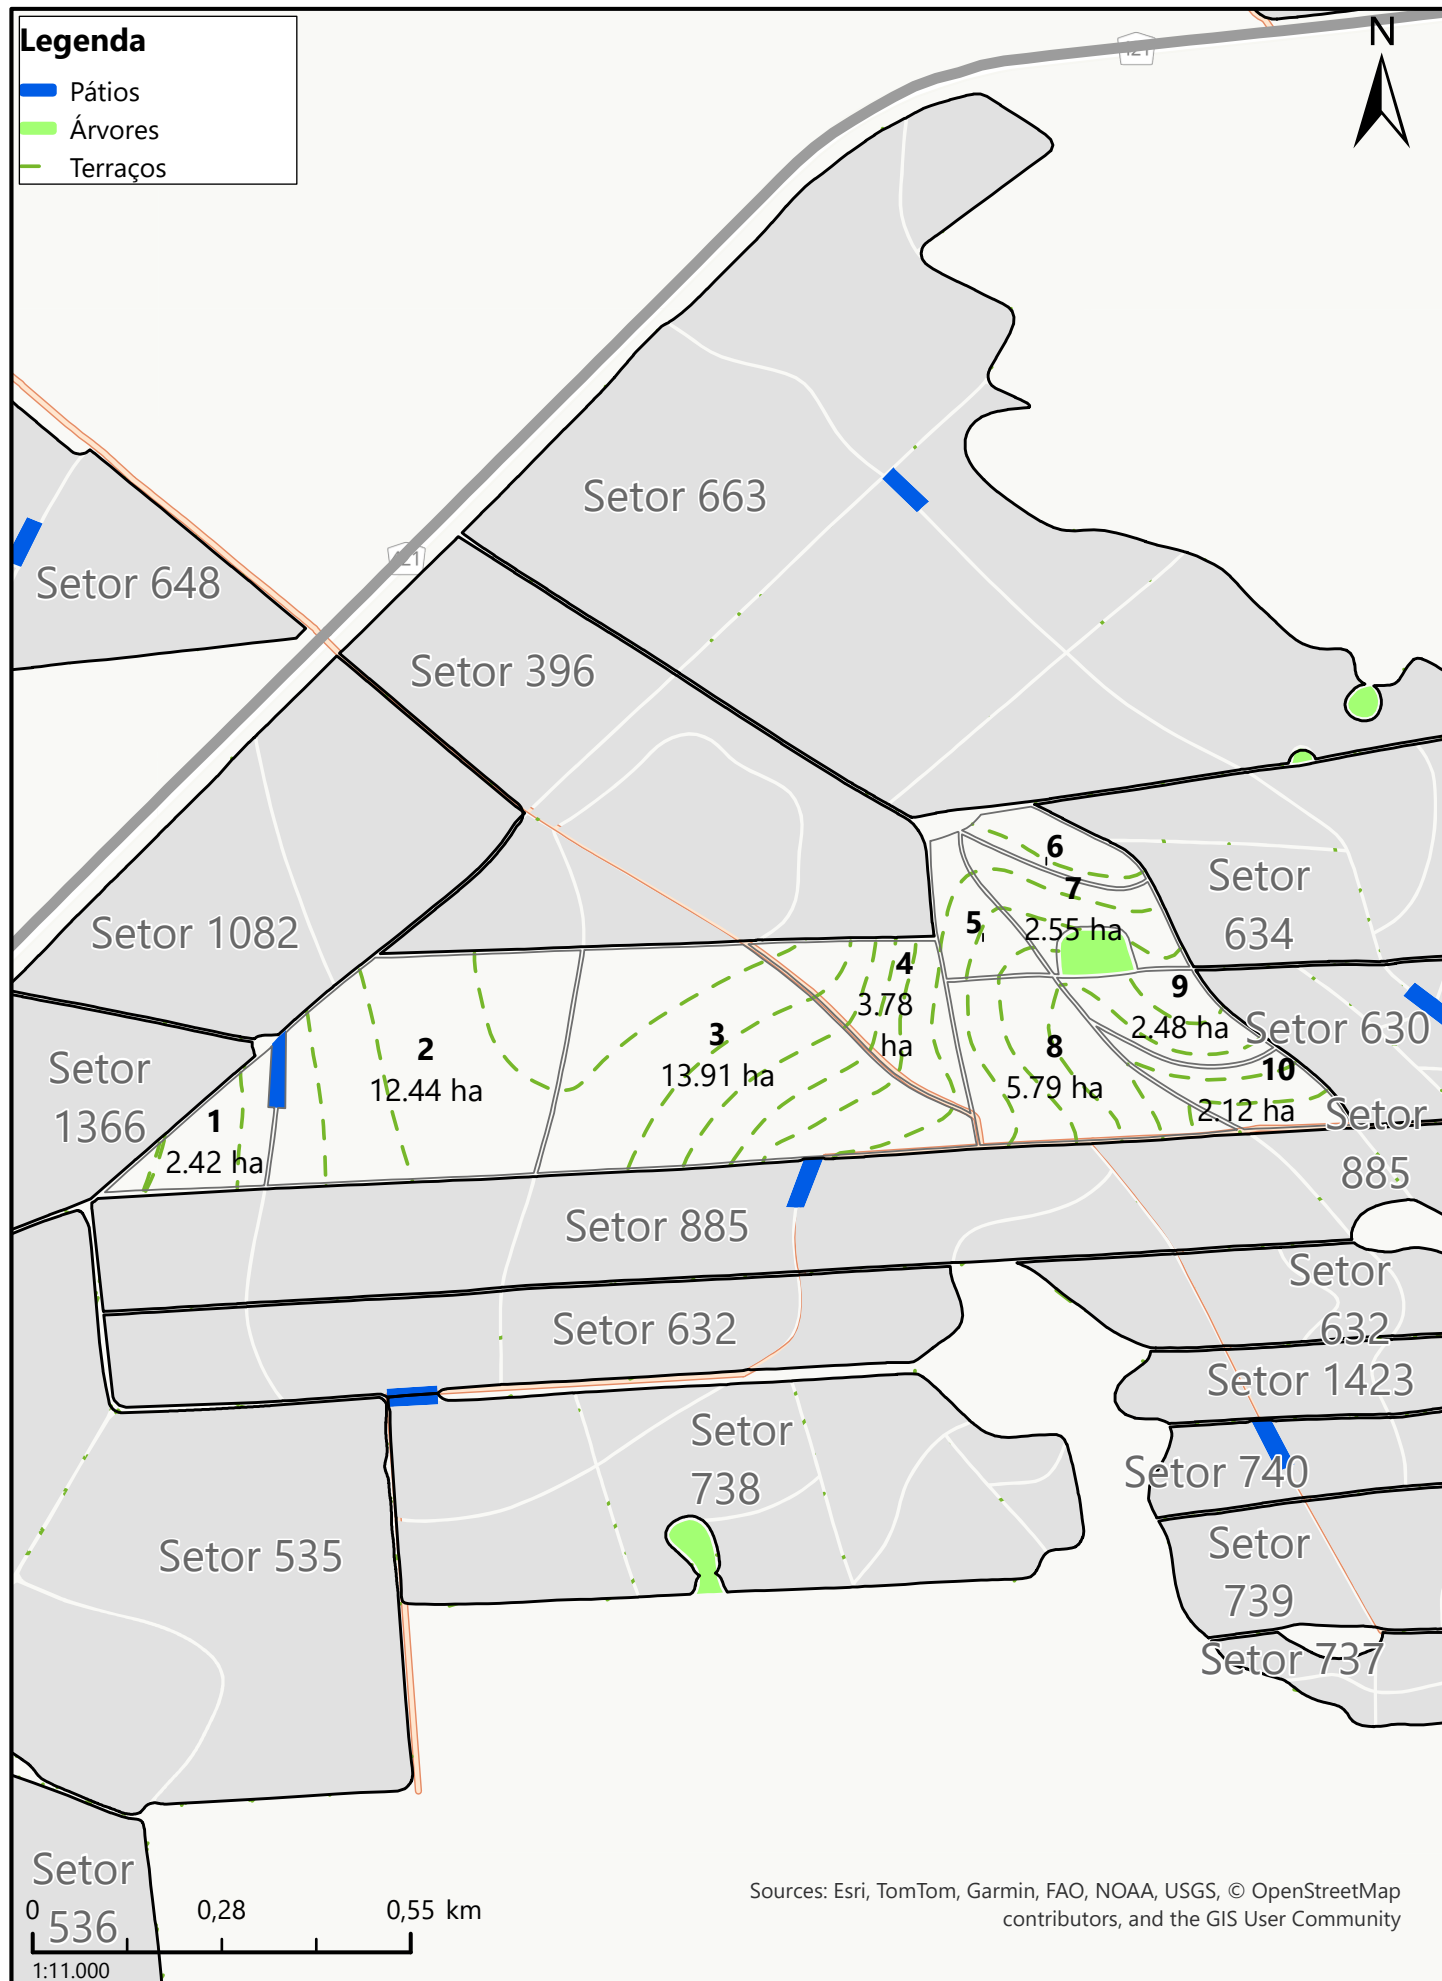 Legenda
Pátios
Árvores
Terraços
N
121
Setor 663
Setor 648
Setor 396
Setor 1082
Setor
634
6
7
2.55 ha
5
4
3.78
ha
9
2.48 ha
Setor 630
3
13.91 ha
2
12.44 ha
8
5.79 ha
10
2.12 ha
Setor
1366
1
2.42 ha
Setor
885
Setor 885
Setor
632
Setor 632
Setor 1423
Setor
738
Setor 740
Setor 535
Setor
739
Setor 737
Setor
536
0 0,28 0,55 km
1:11.000
Sources: Esri, TomTom, Garmin, FAO, NOAA, USGS, © OpenStreetMap
contributors, and the GIS User Community